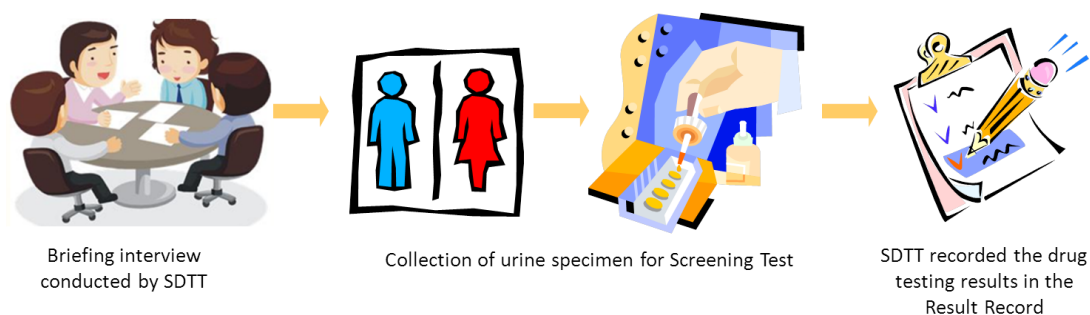 Briefing interview
conducted by SDTT
Collection of urine specimen for Screening Test
SDTT recorded the drug
testing results in the
Result Record